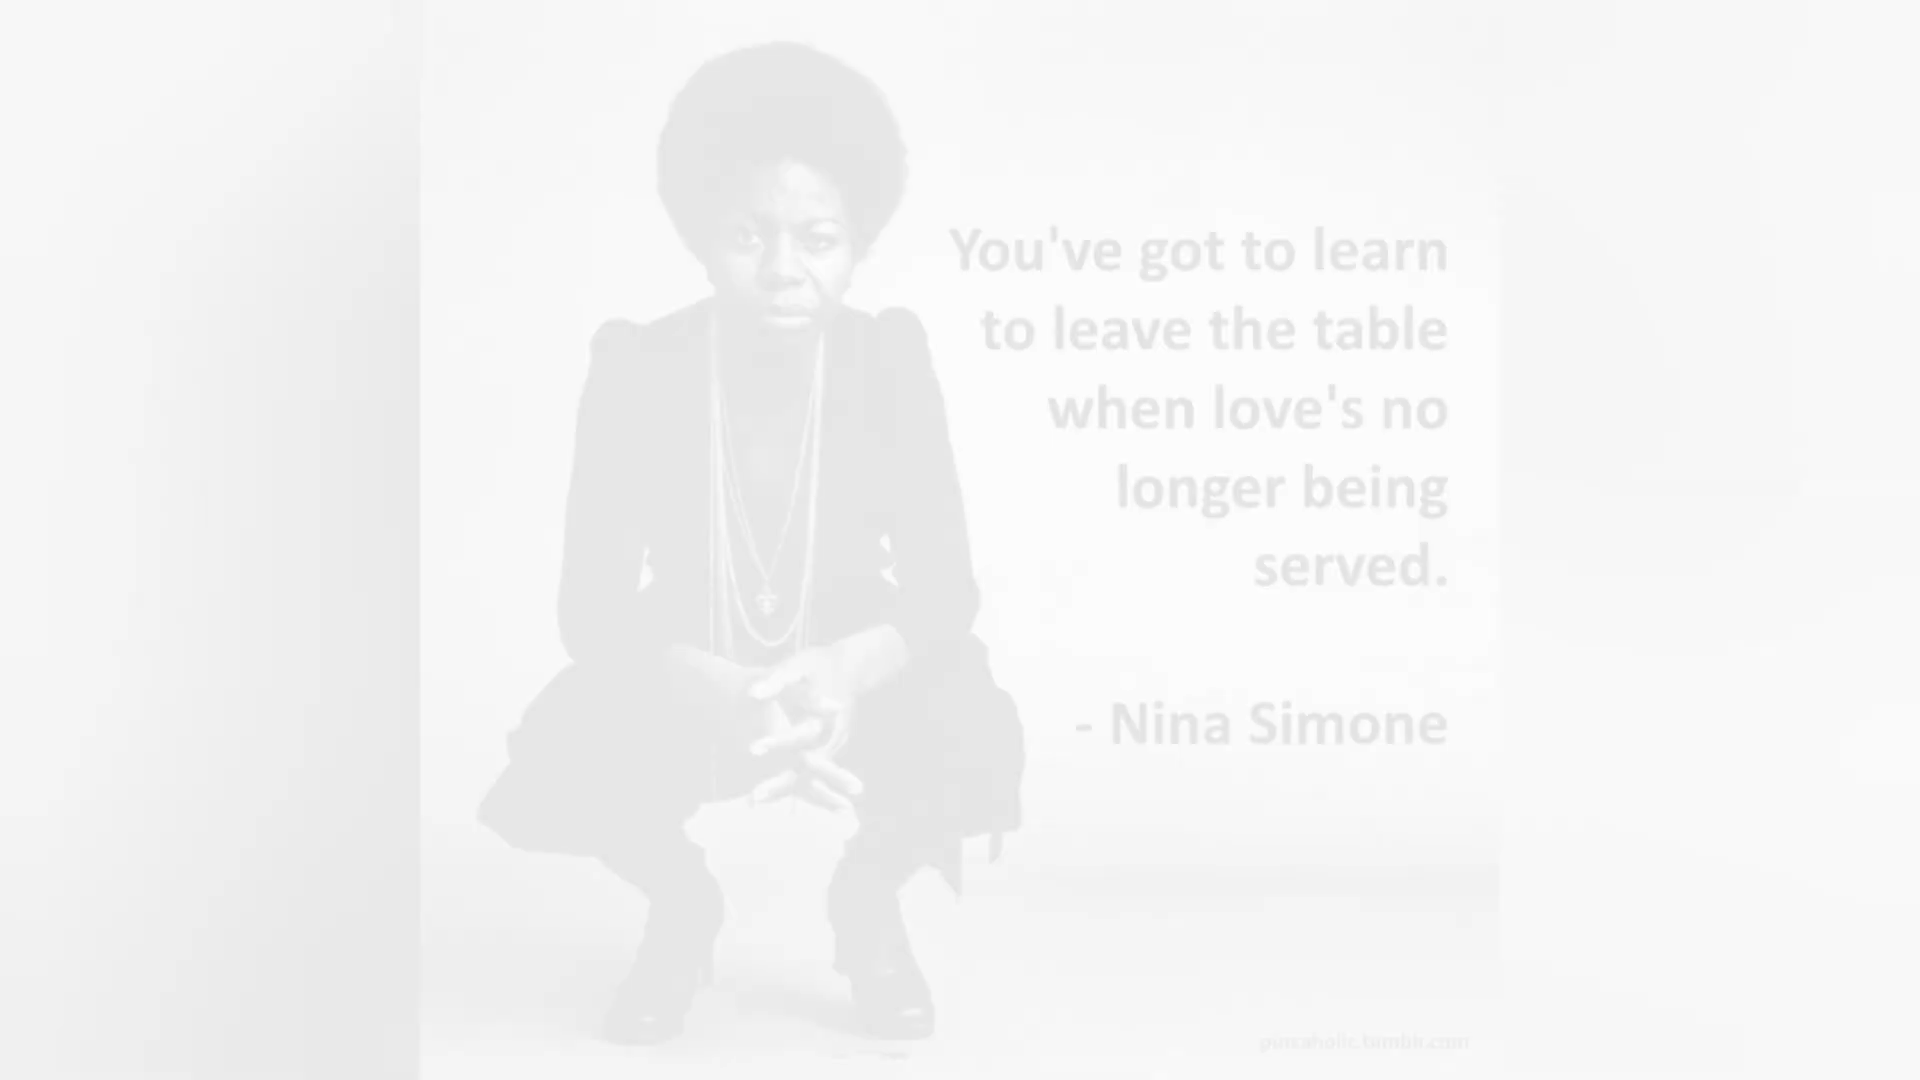 You've got to learn
to leave the table
when love's no
longer being
served.
- Nina Simone